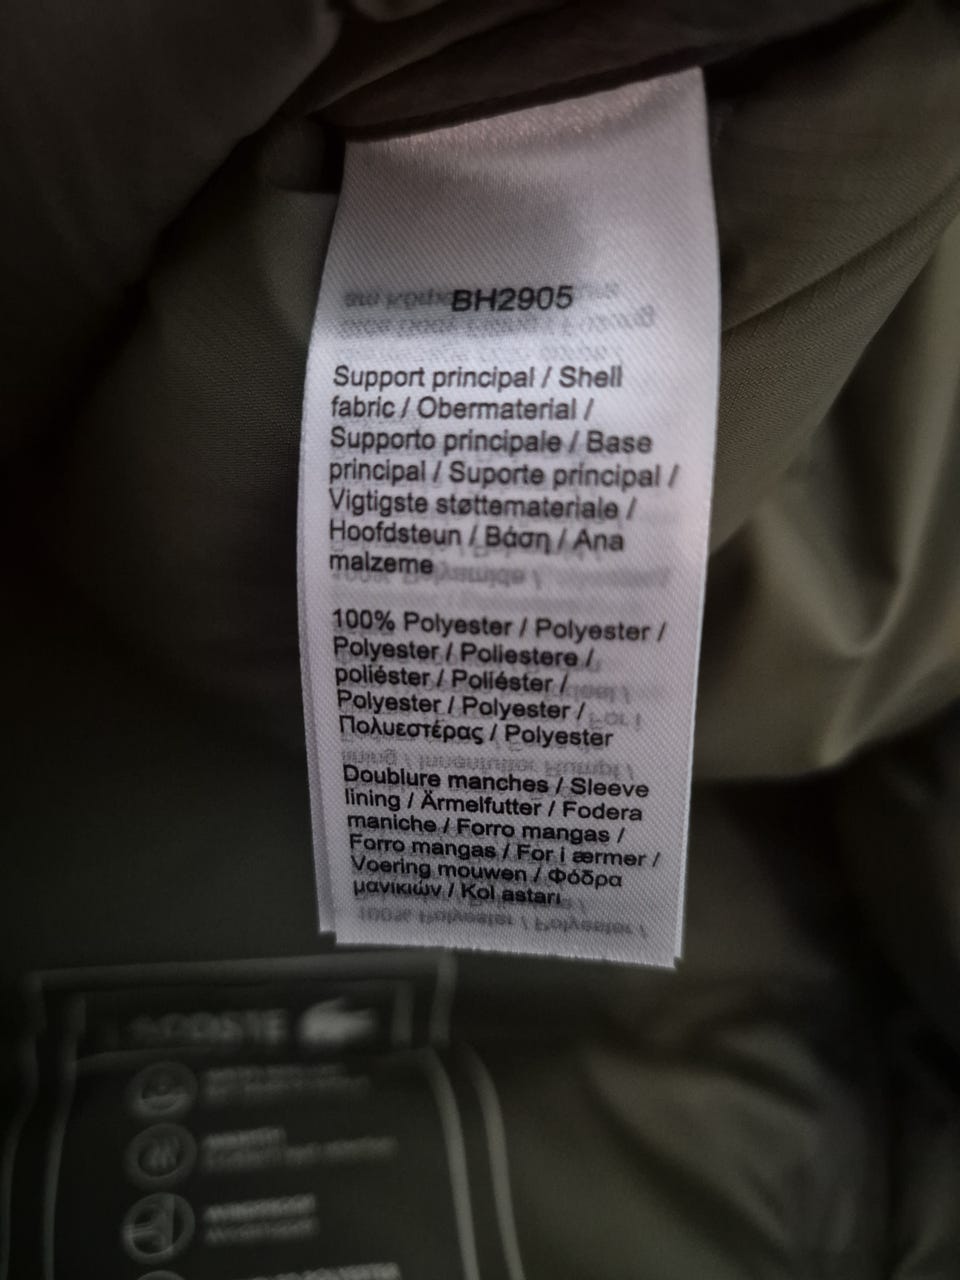 BH2905
Support principal / Shell
fabric / Obermaterial /
Supporto principale / Base
principal / Suporte principal /
Vigtigste støttemateriale /
Hoofdsteun / Βάση / Ana
malzeme
100% Polyester / Polyester /
Polyester / Poliestere /
poliéster / Poliéster /
Polyester / Polyester /
Πολυεστέρας / Polyester
Doublure manches / Sleeve
lining / Ärmelfutter / Fodera
maniche / Forro mangas /
Forro mangas / For i ærmer /
Voering mouwen / Φόδρα
μανικιών / Kol astarı
LACOSTE